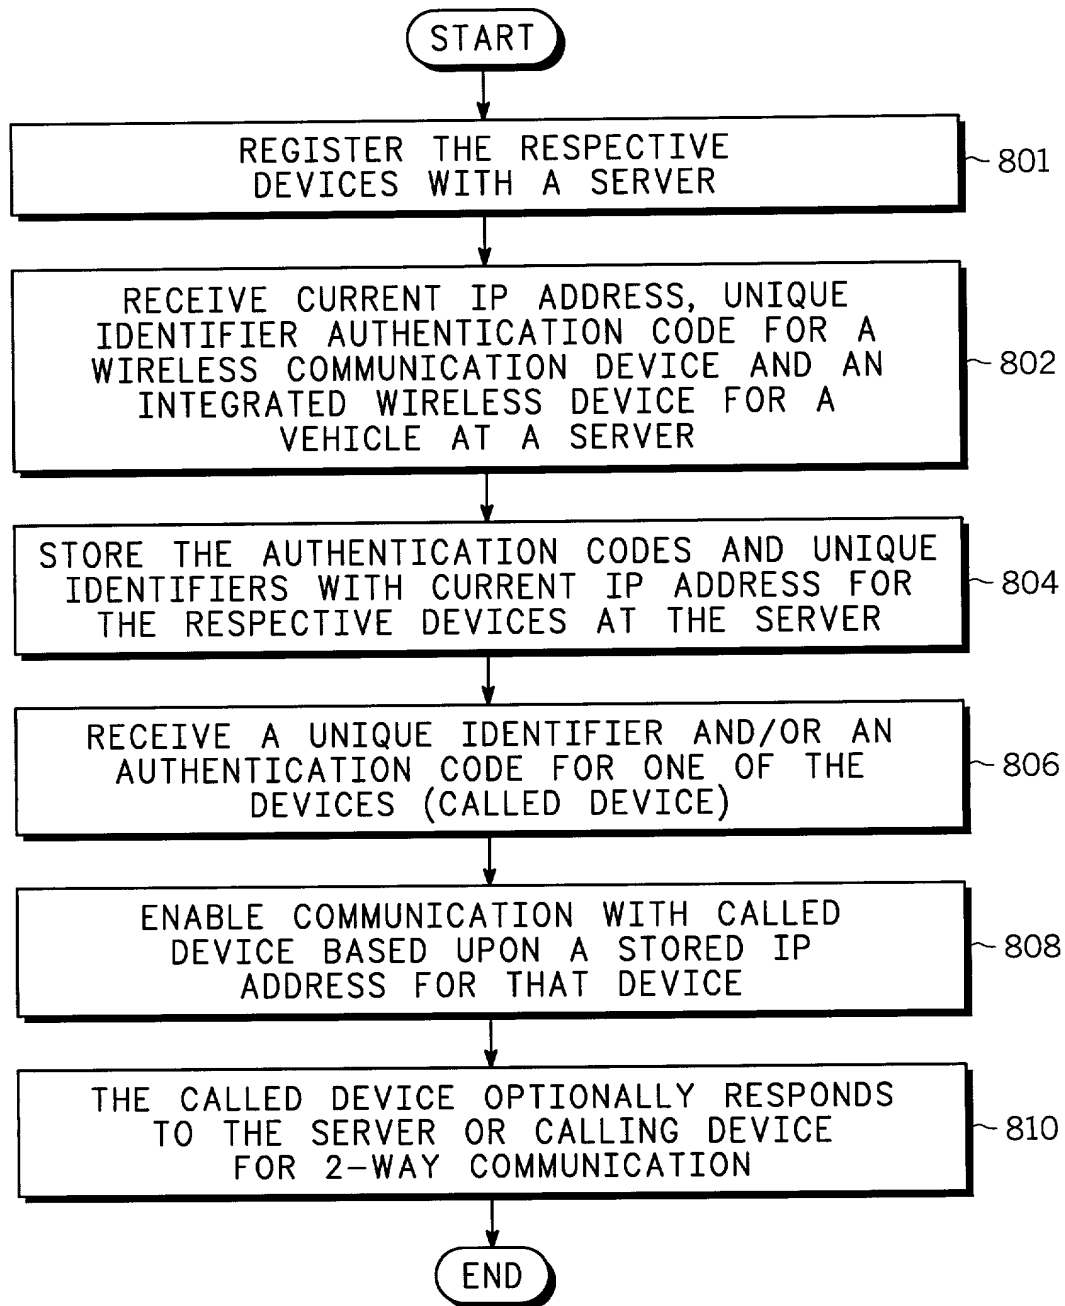 START
REGISTER THE RESPECTIVE
DEVICES WITH A SERVER
801
RECEIVE CURRENT IP ADDRESS, UNIQUE
IDENTIFIER AUTHENTICATION CODE FOR A
WIRELESS COMMUNICATION DEVICE AND AN
INTEGRATED WIRELESS DEVICE FOR A
VEHICLE AT A SERVER
802
STORE THE AUTHENTICATION CODES AND UNIQUE
IDENTIFIERS WITH CURRENT IP ADDRESS FOR
THE RESPECTIVE DEVICES AT THE SERVER
804
RECEIVE A UNIQUE IDENTIFIER AND/OR AN
AUTHENTICATION CODE FOR ONE OF THE
DEVICES (CALLED DEVICE)
806
ENABLE COMMUNICATION WITH CALLED
DEVICE BASED UPON A STORED IP
ADDRESS FOR THAT DEVICE
808
THE CALLED DEVICE OPTIONALLY RESPONDS
TO THE SERVER OR CALLING DEVICE
FOR 2-WAY COMMUNICATION
810
END